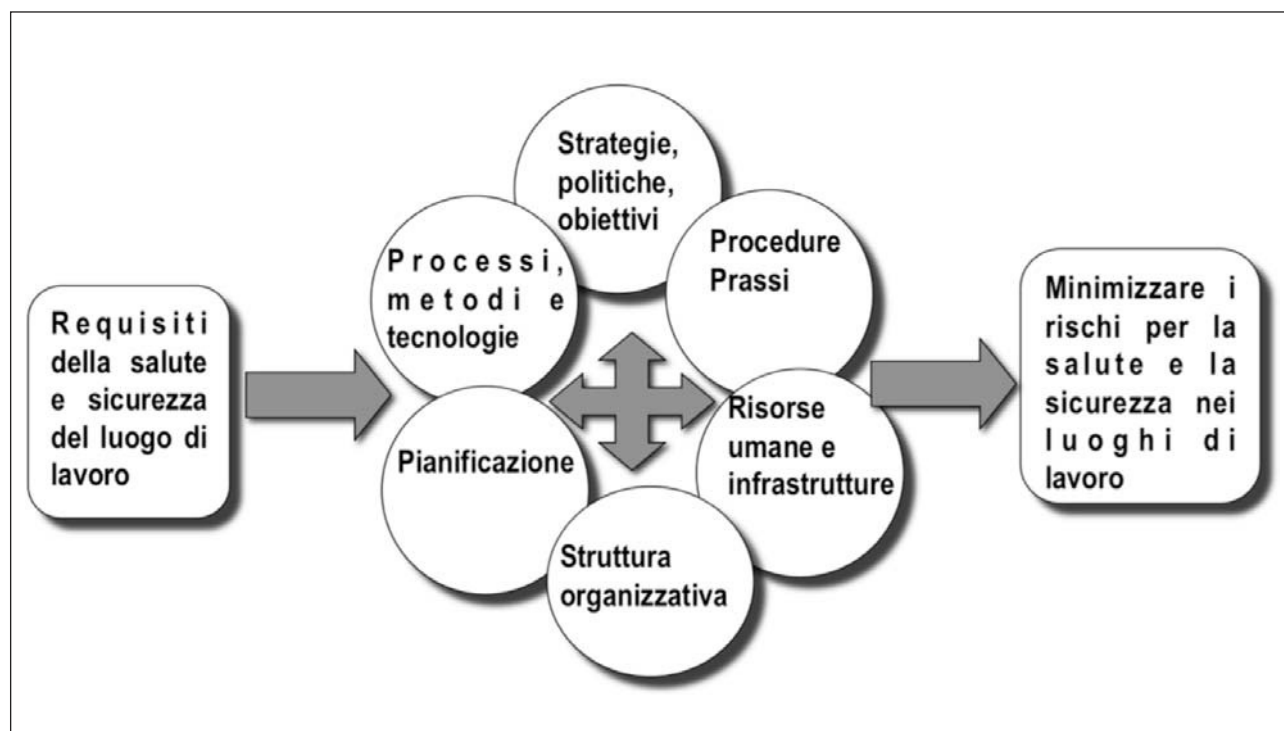 Requisiti
della salute
e sicurezza
del luogo di
lavoro
Processi,
metodi e
tecnologie
Strategie,
politiche,
obiettivi
Procedure
Prassi
Pianificazione
Struttura
organizzativa
Risorse
umane e
infrastrutture
Minimizzare i
rischi per la
salute e la
sicurezza nei
luoghi di
lavoro